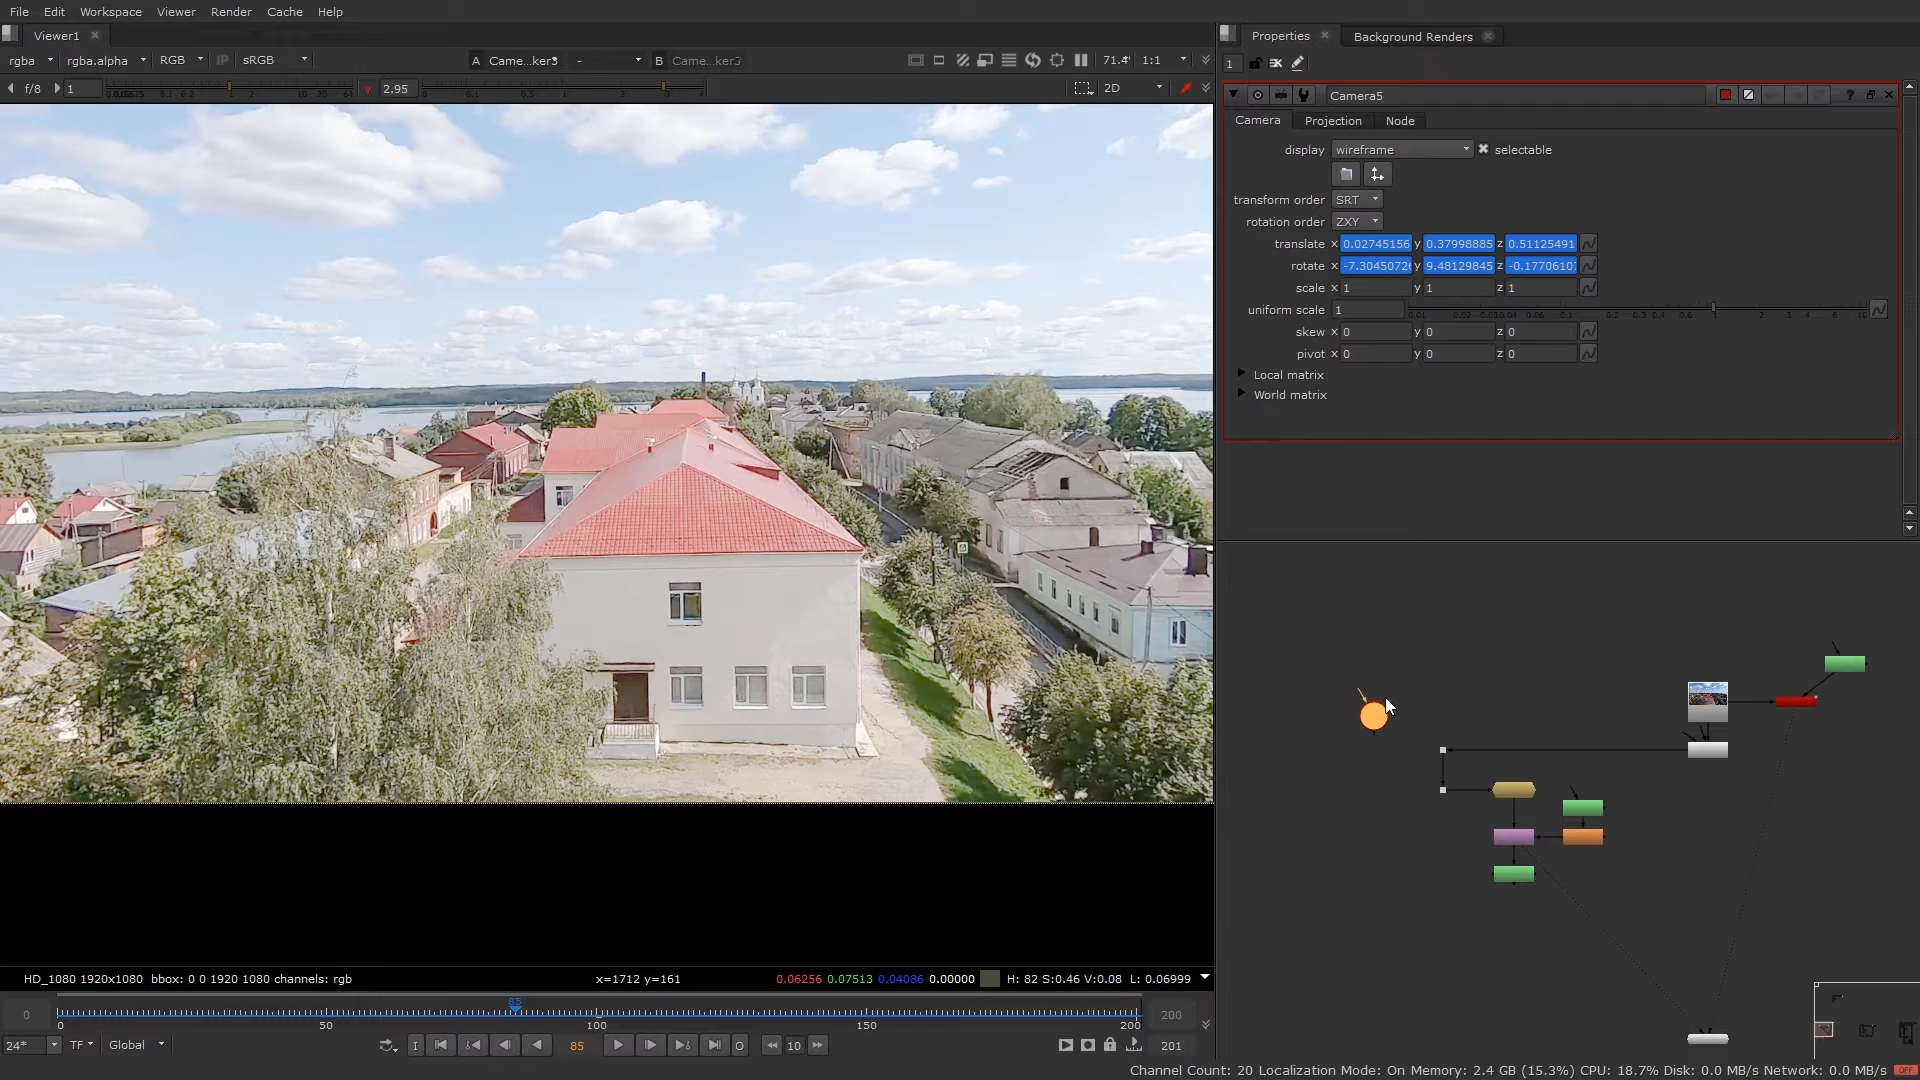 File Edit Workspace Viewer Render Cache Help
Viewer1
Properties Background Renders
rgba rgba.alpha RGB IP sRGB A Came...ker3 - B Came...ker3 71.4 1:1
1
f/8 1 2.95 2D
Camera5
Camera Projection Node
display wireframe selectable
transform order SRT
rotation order ZXY
translate x 0.02745156 y 0.37998885 z 0.51125491
rotate x -7.3045072 y 9.48129845 z -0.1770610
scale x 1 y 1 z 1
uniform scale 1
skew x 0 y 0 z 0
pivot x 0 y 0 z 0
Local matrix
World matrix
HD_1080 1920x1080 bbox: 0 0 1920 1080 channels: rgb x=1712 y=161 0.06256 0.07513 0.04086 0.00000 H: 82 S:0.46 V:0.08 L: 0.06999
85
0 200
0 50 100 150 200
24* TF Global I 85 O 10 201
Channel Count: 20 Localization Mode: On Memory: 2.4 GB (15.3%) CPU: 18.7% Disk: 0.0 MB/s Network: 0.0 MB/s OFF